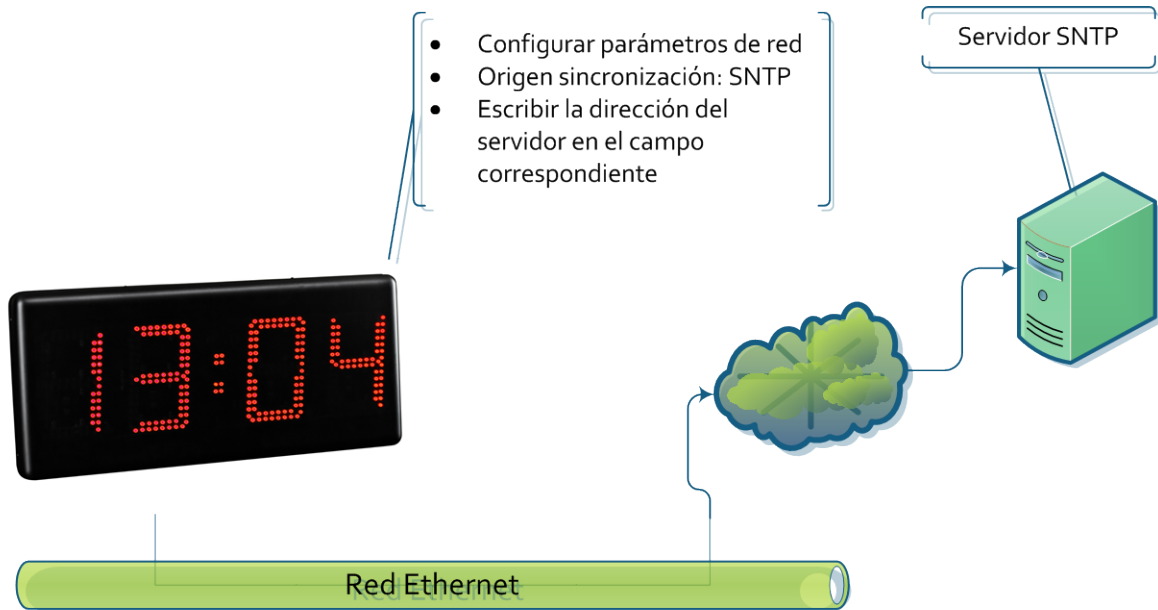 • Configurar parámetros de red
• Origen sincronización: SNTP
• Escribir la dirección del
servidor en el campo
correspondiente
Servidor SNTP
13:04
Red Ethernet